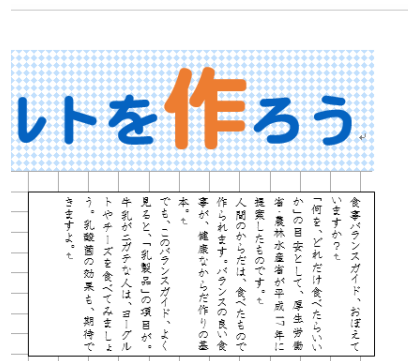 レトを作ろう
食事バランスガイド、おぼえて
いますか？
「何を、どれだけ食べたらいい
か」の目安として、厚生労働
省・農林水産省が平成17年に
提案したものです。
人間のからだは、食べたもので
作られます。バランスの良い食
事が、健康なからだ作りの基
本。
でも、このバランスガイド、よく
見ると、「乳製品」の項目が。
牛乳がニガテな人は、ヨーグル
トやチーズを食べてみましょ
う。乳酸菌の効果も、期待で
きますよ。